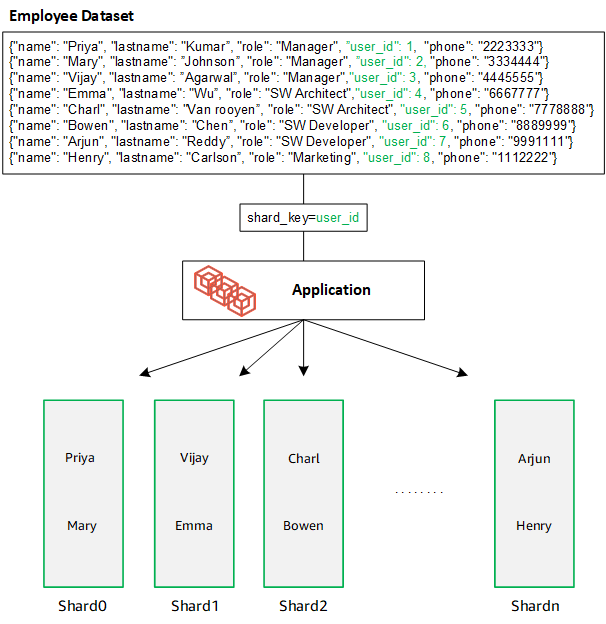 Employee Dataset
{"name": "Priya", "lastname": "Kumar", "role": "Manager", "user_id": 1,  "phone": "2223333"}
{"name": "Mary", "lastname": "Johnson", "role": "Manager", "user_id": 2, "phone": "3334444"}
{"name": "Vijay", "lastname": "Agarwal", "role": "Manager","user_id": 3, "phone": "4445555"}
{"name": "Emma", "lastname": "Wu", "role": "SW Architect","user_id": 4, "phone": "6667777"}
{"name": "Charl", "lastname": "Van rooyen", "role": "SW Architect", "user_id": 5, "phone": "7778888"}
{"name": "Bowen", "lastname": "Chen", "role": "SW Developer", "user_id": 6, "phone": "8889999"}
{"name": "Arjun", "lastname": "Reddy", "role": "SW Developer", "user_id": 7, "phone": "9991111"}
{"name": "Henry", "lastname": "Carlson", "role": "Marketing", "user_id": 8, "phone": "1112222"}
shard_key=user_id
Application
Priya Vijay Charl Arjun
........
Mary Emma Bowen Henry
Shard0 Shard1 Shard2 Shardn